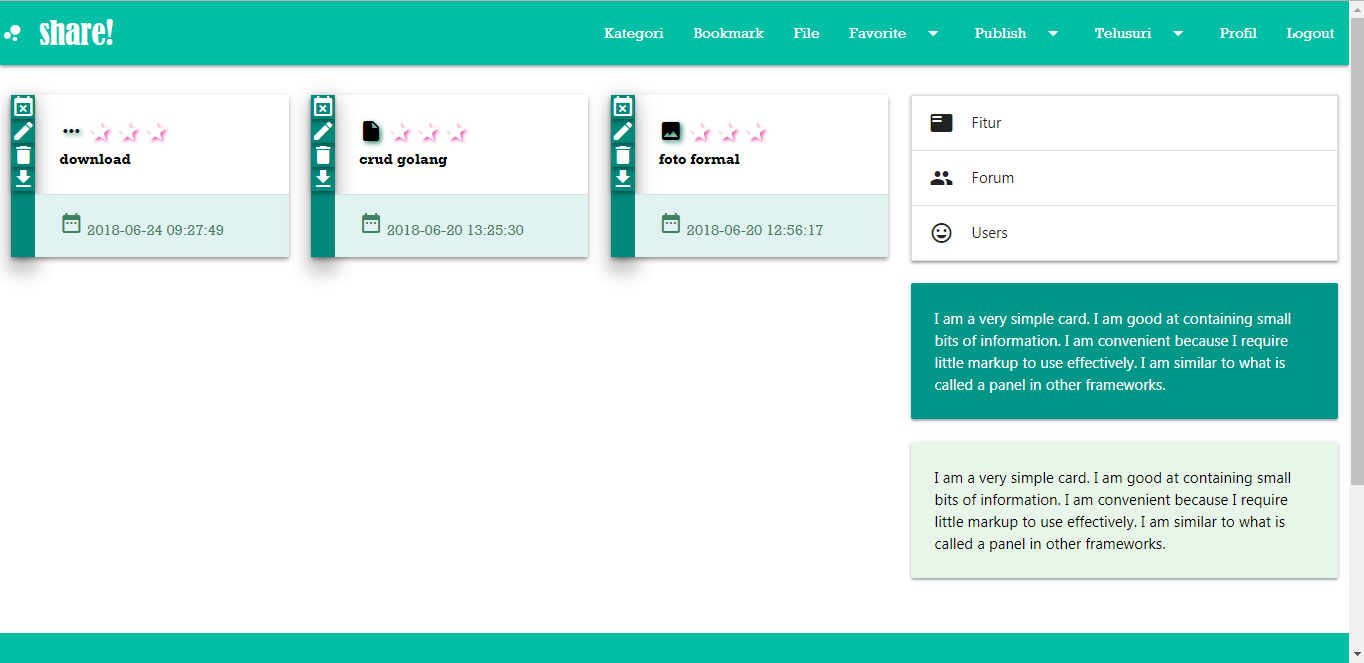 share!
Kategori
Bookmark
File
Favorite
Publish
Telusuri
Profil
Logout
download
2018-06-24 09:27:49
crud golang
2018-06-20 13:25:30
foto formal
2018-06-20 12:56:17
Fitur
Forum
Users
I am a very simple card. I am good at containing small
bits of information. I am convenient because I require
little markup to use effectively. I am similar to what is
called a panel in other frameworks.
I am a very simple card. I am good at containing small
bits of information. I am convenient because I require
little markup to use effectively. I am similar to what is
called a panel in other frameworks.